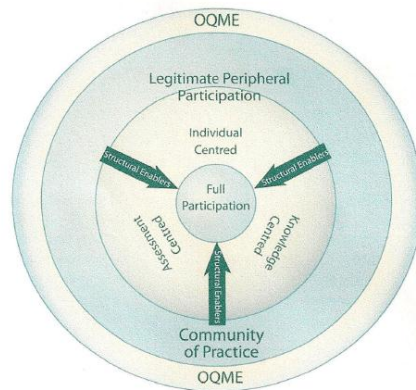 OQME
Legitimate Peripheral
Participation
Individual
Centred
Structural Enablers
Structural Enablers
Full
Participation
Assessment
Centred
Knowledge
Centred
Structural Enablers
Community
of Practice
OQME